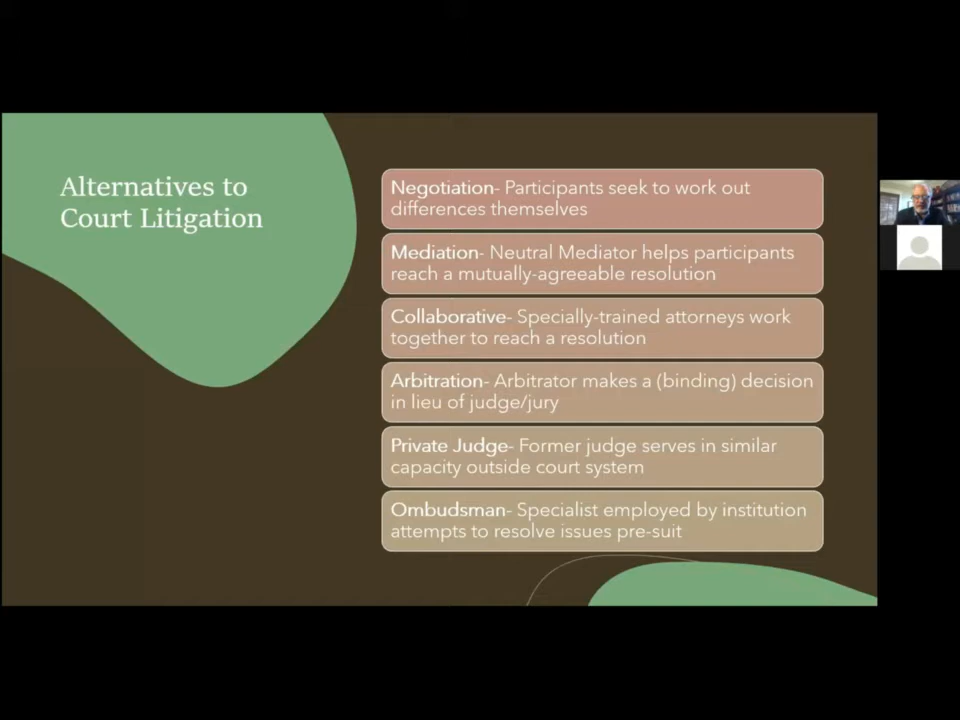 Alternatives to
Court Litigation
Negotiation- Participants seek to work out
differences themselves
Mediation- Neutral Mediator helps participants
reach a mutually-agreeable resolution
Collaborative- Specially-trained attorneys work
together to reach a resolution
Arbitration- Arbitrator makes a (binding) decision
in lieu of judge/jury
Private Judge- Former judge serves in similar
capacity outside court system
Ombudsman- Specialist employed by institution
attempts to resolve issues pre-suit